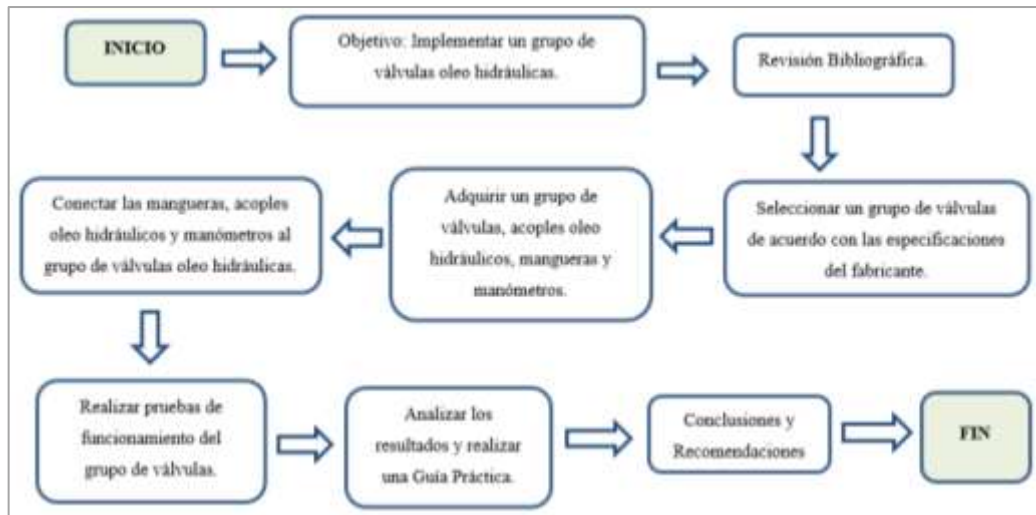 INICIO
Objetivo: Implementar un grupo de
válvulas oleo hidráulicas.
Revisión Bibliográfica.
Seleccionar un grupo de válvulas
de acuerdo con las especificaciones
del fabricante.
Adquirir un grupo de
válvulas, acoples oleo
hidráulicos, mangueras y
manómetros.
Conectar las mangueras, acoples
oleo hidráulicos y manómetros al
grupo de válvulas oleo hidráulicas.
Realizar pruebas de
funcionamiento del
grupo de válvulas.
Analizar los
resultados y realizar
una Guía Práctica.
Conclusiones y
Recomendaciones
FIN